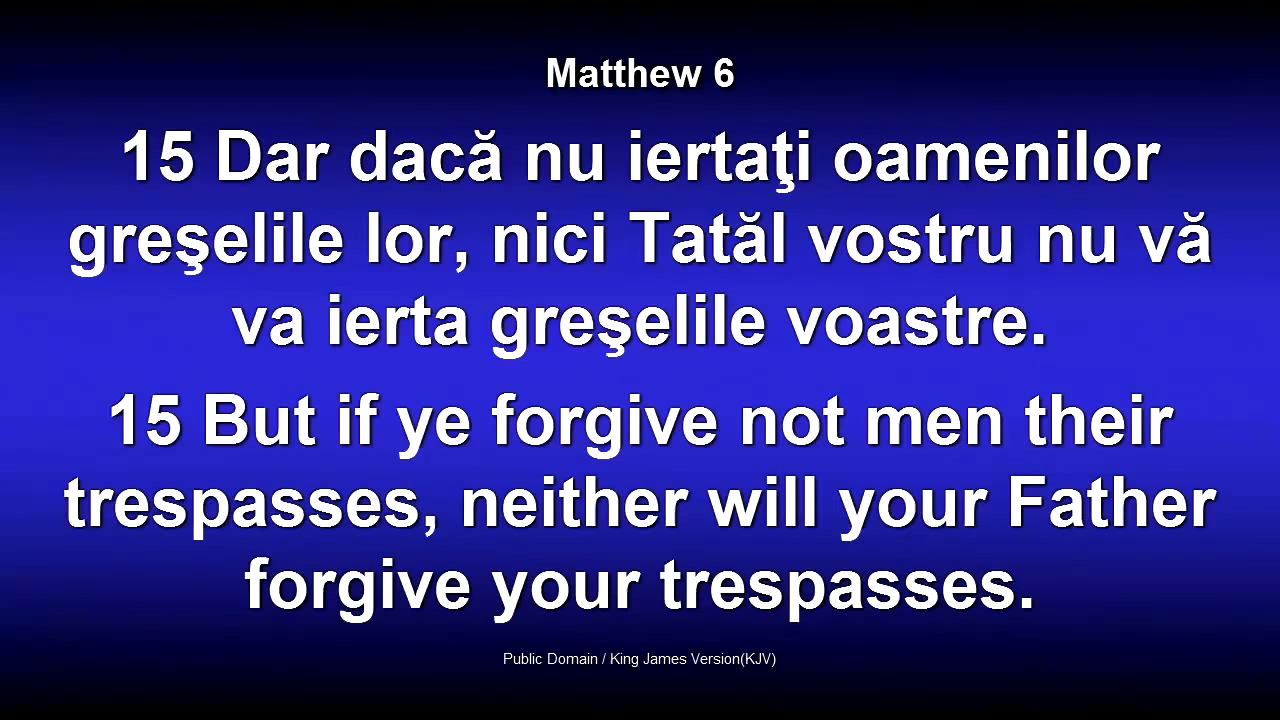 Matthew 6
15 Dar dacă nu iertaţi oamenilor
greşelile lor, nici Tatăl vostru nu vă
va ierta greşelile voastre.
15 But if ye forgive not men their
trespasses, neither will your Father
forgive your trespasses.
Public Domain / King James Version(KJV)